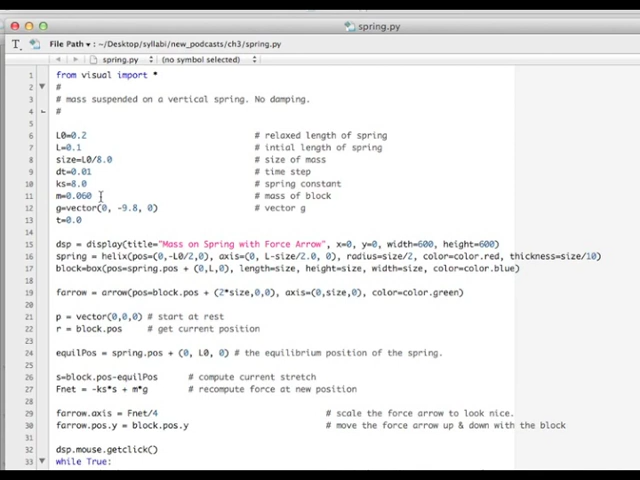 spring.py
File Path ▾ : ~/Desktop/syllabi/new_podcasts/ch3/spring.py
spring.py (no symbol selected)
1 from visual import *
2 #
3 # mass suspended on a vertical spring. No damping.
4 #
5
6 L0=0.2 # relaxed length of spring
7 L=0.1 # intial length of spring
8 size=L0/8.0 # size of mass
9 dt=0.01 # time step
10 ks=8.0 # spring constant
11 m=0.060 # mass of block
12 g=vector(0, -9.8, 0) # vector g
13 t=0.0
14
15 dsp = display(title="Mass on Spring with Force Arrow", x=0, y=0, width=600, height=600)
16 spring = helix(pos=(0,-L0/2,0), axis=(0, L-size/2.0, 0), radius=size/2, color=color.red, thickness=size/10)
17 block=box(pos=spring.pos + (0,L,0), length=size, height=size, width=size, color=color.blue)
18
19 farrow = arrow(pos=block.pos + (2*size,0,0), axis=(0,size,0), color=color.green)
20
21 p = vector(0,0,0) # start at rest
22 r = block.pos # get current position
23
24 equilPos = spring.pos + (0, L0, 0) # the equilibrium position of the spring.
25
26 s=block.pos-equilPos # compute current stretch
27 Fnet = -ks*s + m*g # recompute force at new position
28
29 farrow.axis = Fnet/4 # scale the force arrow to look nice.
30 farrow.pos.y = block.pos.y # move the force arrow up & down with the block
31
32 dsp.mouse.getclick()
33 while True: